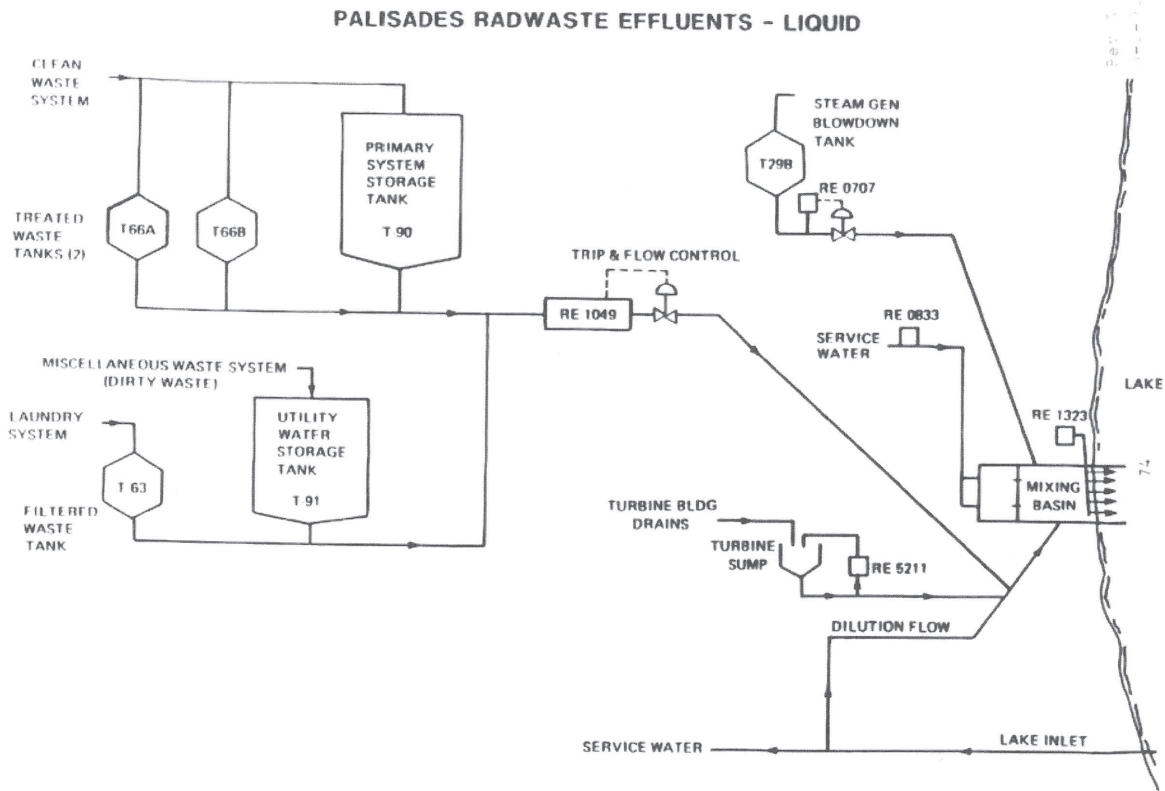 PALISADES RADWASTE EFFLUENTS - LIQUID
CLEAN
WASTE
SYSTEM
PRIMARY
SYSTEM
STORAGE
TANK
T 90
TREATED
WASTE
TANKS (2)
T66A
T66B
STEAM GEN
BLOWDOWN
TANK
T29B
RE 0707
TRIP & FLOW CONTROL
RE 1049
RE 0833
SERVICE
WATER
LAKE
RE 1323
MIXING
BASIN
74
MISCELLANEOUS WASTE SYSTEM
(DIRTY WASTE)
LAUNDRY
SYSTEM
UTILITY
WATER
STORAGE
TANK
T-91
T 63
FILTERED
WASTE
TANK
TURBINE BLDG
DRAINS
TURBINE
SUMP
RE 5211
DILUTION FLOW
SERVICE WATER
LAKE INLET